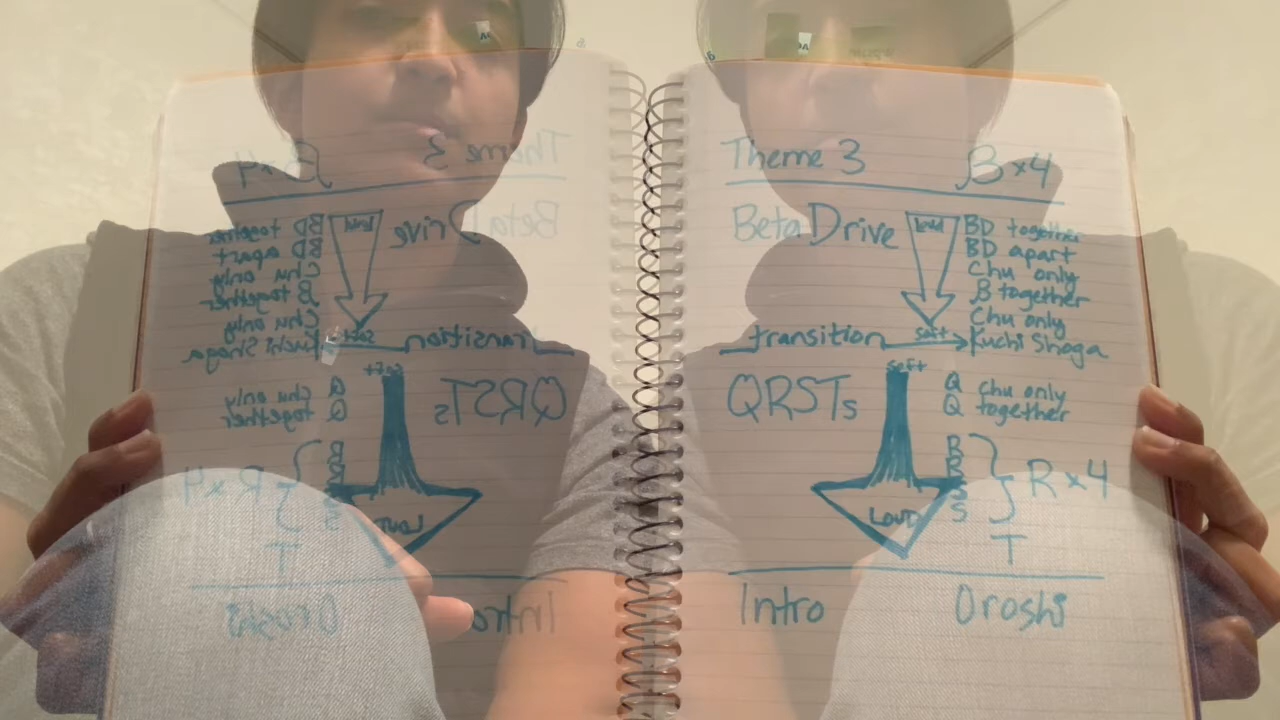 Theme 3 B x4
Beta Drive
loud
BD together
BD apart
Chu only
B together
Chu only
transition soft Kuchi Shoga
QRSTs
soft
LOUD
Q Chu only
Q together
R
R
S
S
} R x 4
T
Intro Oroshi